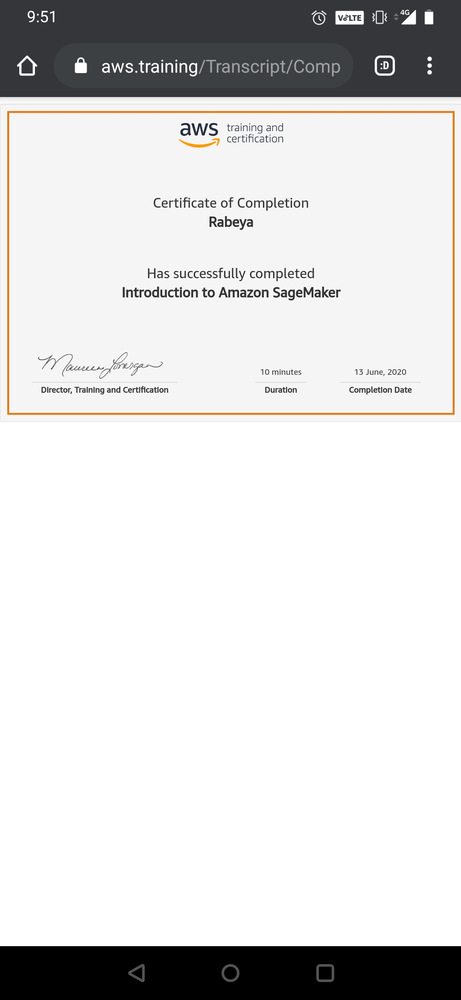 9:51
VoLTE
4G
aws.training/Transcript/Comp
:D
aws training and
certification
Certificate of Completion
Rabeya
Has successfully completed
Introduction to Amazon SageMaker
Maureen Lonergan
10 minutes
13 June, 2020
Director, Training and Certification
Duration
Completion Date